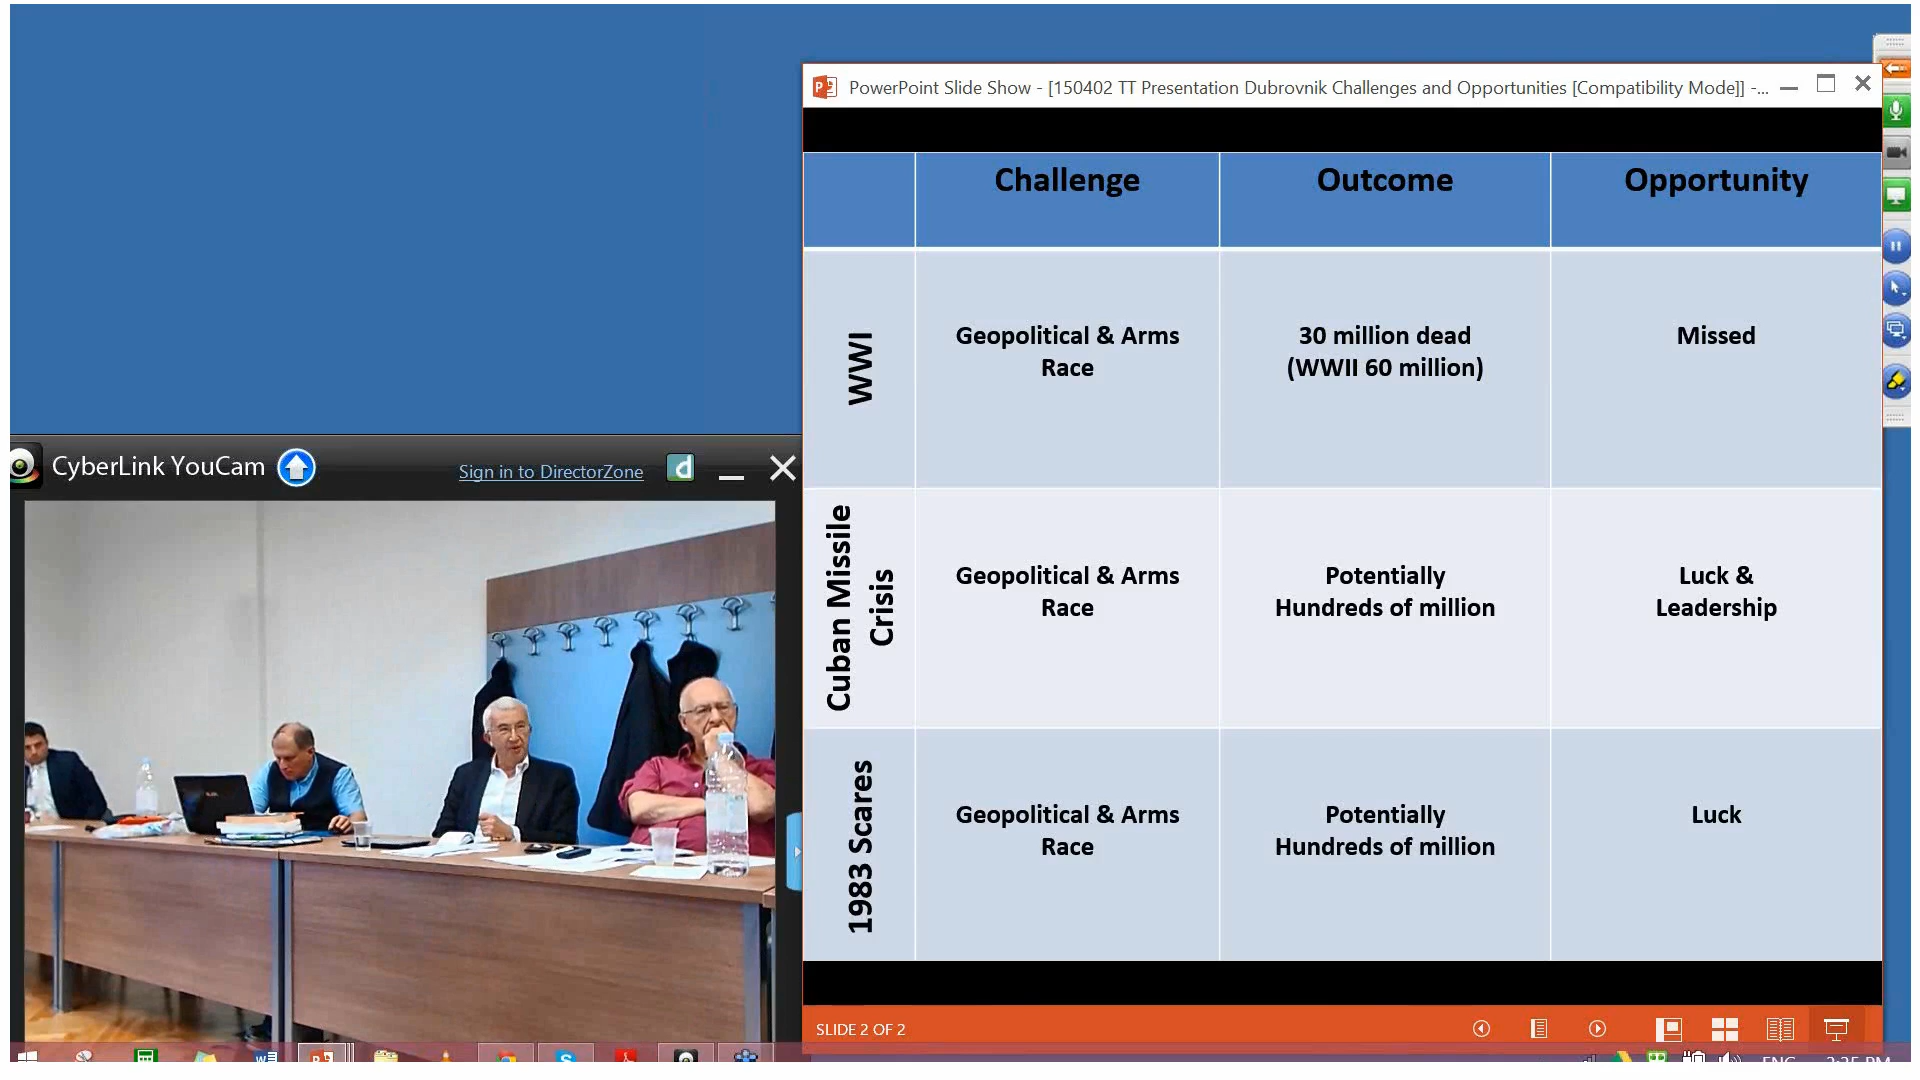 PowerPoint Slide Show - [150402 TT Presentation Dubrovnik Challenges and Opportunities [Compatibility Mode]] -...
Challenge
Outcome
Opportunity
WWI
Geopolitical & Arms
Race
30 million dead
(WWII 60 million)
Missed
Cuban Missile
Crisis
Geopolitical & Arms
Race
Potentially
Hundreds of million
Luck &
Leadership
1983 Scares
Geopolitical & Arms
Race
Potentially
Hundreds of million
Luck
SLIDE 2 OF 2
CyberLink YouCam
Sign in to DirectorZone
ENG